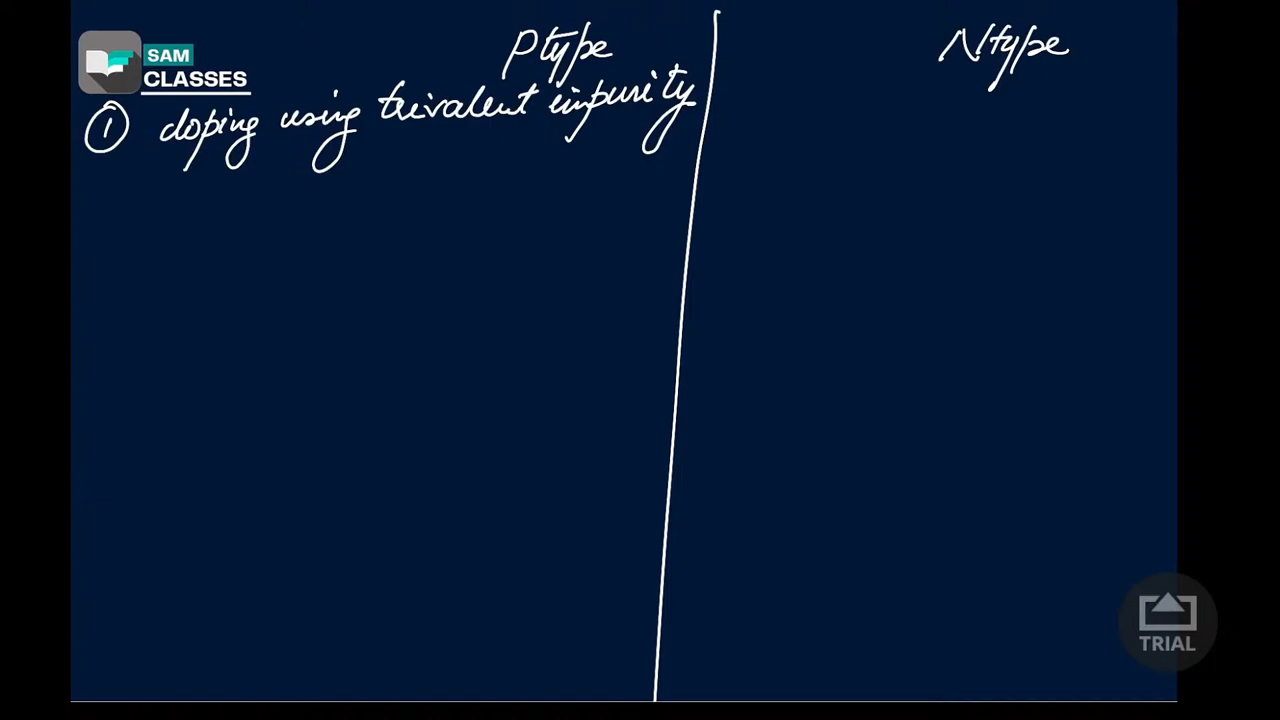 SAM
CLASSES
Ptype
Ntype
① doping using trivalent impurity
TRIAL